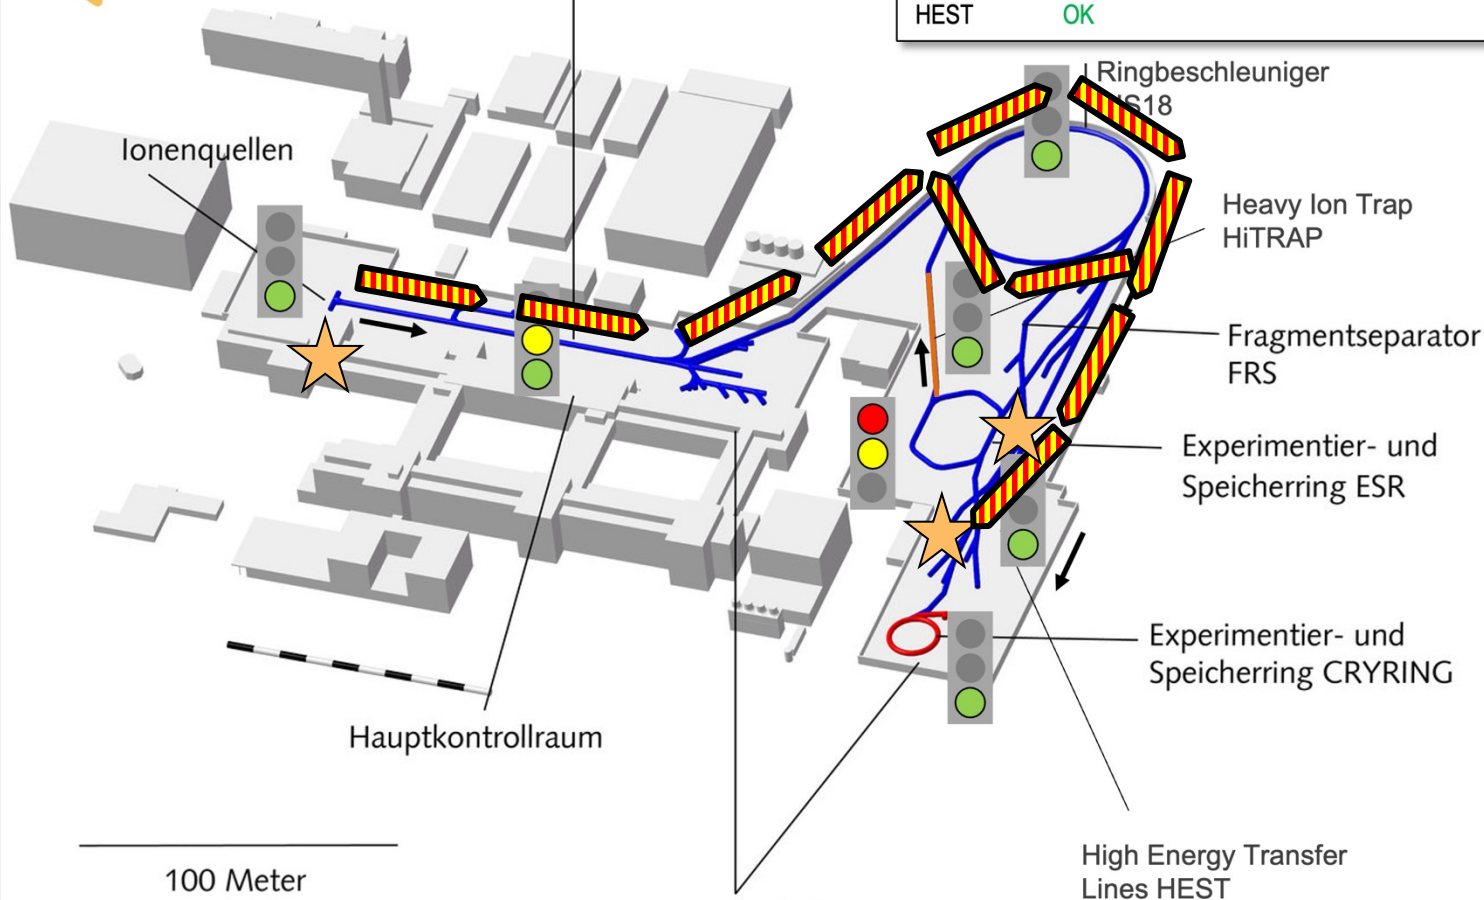 HEST OK
Ringbeschleuniger
S18
Ionenquellen
Heavy Ion Trap
HiTRAP
Fragmentseparator
FRS
Experimentier- und
Speicherring ESR
Experimentier- und
Speicherring CRYRING
Hauptkontrollraum
High Energy Transfer
Lines HEST
100 Meter